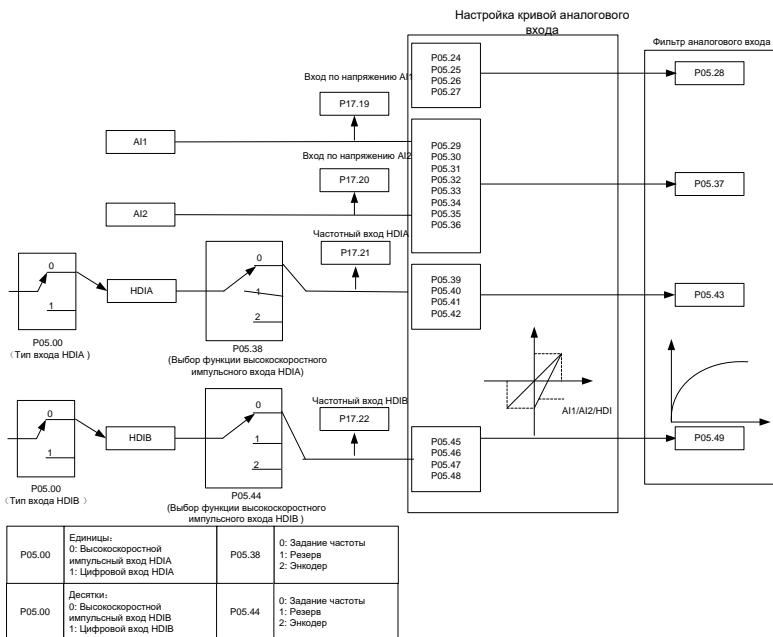 Настройка кривой аналогового
входа
Фильтр аналогового входа
P05.24
P05.25
P05.26
P05.27
P05.28
Вход по напряжению AI1
P17.19
AI1
P05.29
P05.30
P05.31
P05.32
P05.33
P05.34
P05.35
P05.36
P05.37
Вход по напряжению AI2
P17.20
AI2
Частотный вход HDIA
P17.21
0
1
P05.00
(Тип входа HDIA )
HDIA
0
1
2
P05.38
(Выбор функции высокоскоростного
импульсного входа HDIA)
P05.39
P05.40
P05.41
P05.42
P05.43
AI1/AI2/HDI
Частотный вход HDIB
P17.22
0
1
P05.00
(Тип входа HDIB )
HDIB
0
1
2
P05.44
(Выбор функции высокоскоростного
импульсного входа HDIB )
P05.45
P05.46
P05.47
P05.48
P05.49
P05.00
Единицы:
0: Высокоскоростной
импульсный вход HDIA
1: Цифровой вход HDIA
P05.38
0: Задание частоты
1: Резерв
2: Энкодер
P05.00
Десятки:
0: Высокоскоростной
импульсный вход HDIB
1: Цифровой вход HDIB
P05.44
0: Задание частоты
1: Резерв
2: Энкодер